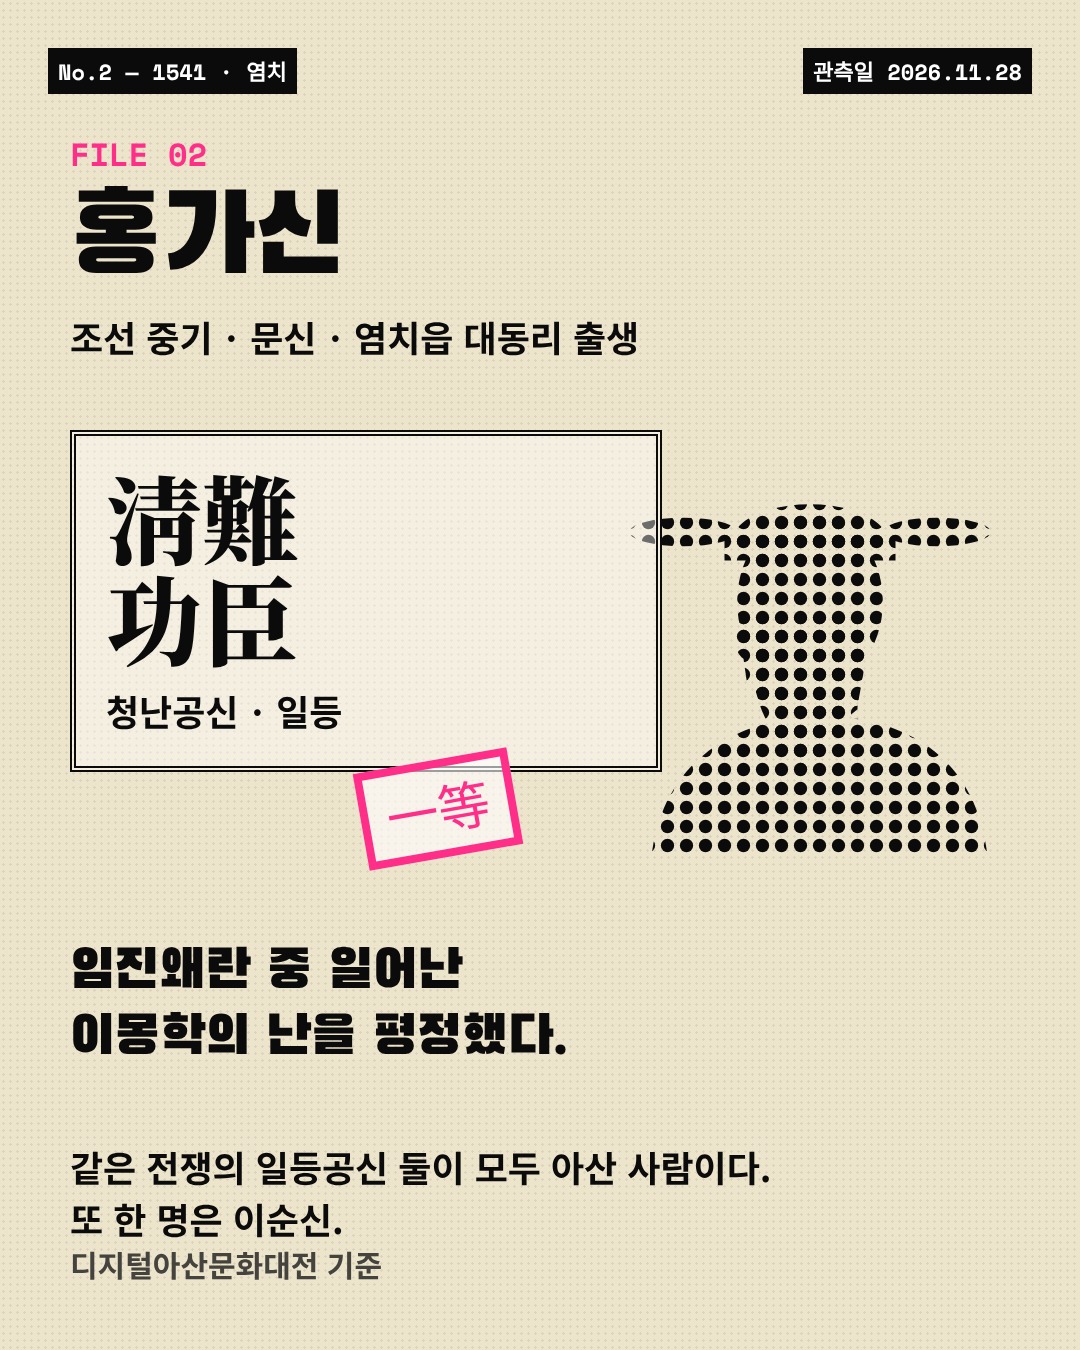 No.2 — 1541 · 염치
관측일 2026.11.28
FILE 02
홍가신
조선 중기 · 문신 · 염치읍 대동리 출생
淸難
功臣
청난공신 · 일등
一等
임진왜란 중 일어난
이몽학의 난을 평정했다.
같은 전쟁의 일등공신 둘이 모두 아산 사람이다.
또 한 명은 이순신.
디지털아산문화대전 기준